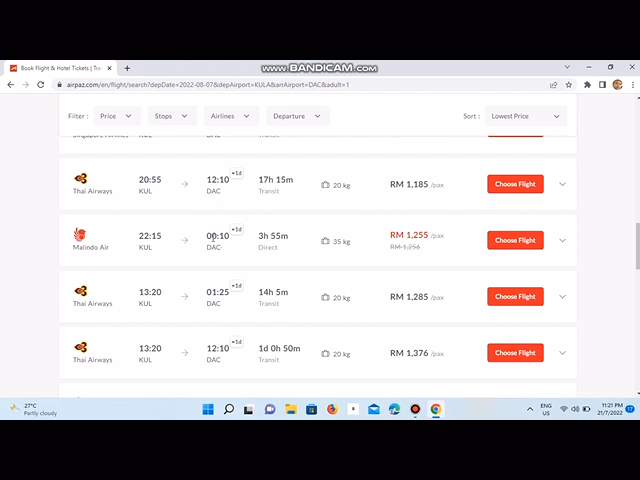 WWW.BANDICAM.COM
Book Flight & Hotel Tickets | Tra
airpaz.com/en/flight/search?depDate=2022-08-07&depAirport=KULA&arrAirport=DAC&adult=1
Filter : Price Stops Airlines Departure Sort : Lowest Price
Singapore Airlines KUL DAC Transit
20:55 12:10 +1d 17h 15m 20 kg RM 1,185 /pax Choose Flight
Thai Airways KUL DAC Transit
22:15 00:10 +1d 3h 55m 35 kg RM 1,255 /pax Choose Flight
Malindo Air KUL DAC Direct RM 1,256
13:20 01:25 +1d 14h 5m 20 kg RM 1,285 /pax Choose Flight
Thai Airways KUL DAC Transit
13:20 12:10 +1d 1d 0h 50m 20 kg RM 1,376 /pax Choose Flight
Thai Airways KUL DAC Transit
27°C
Partly cloudy
ENG
US
11:21 PM
21/7/2022